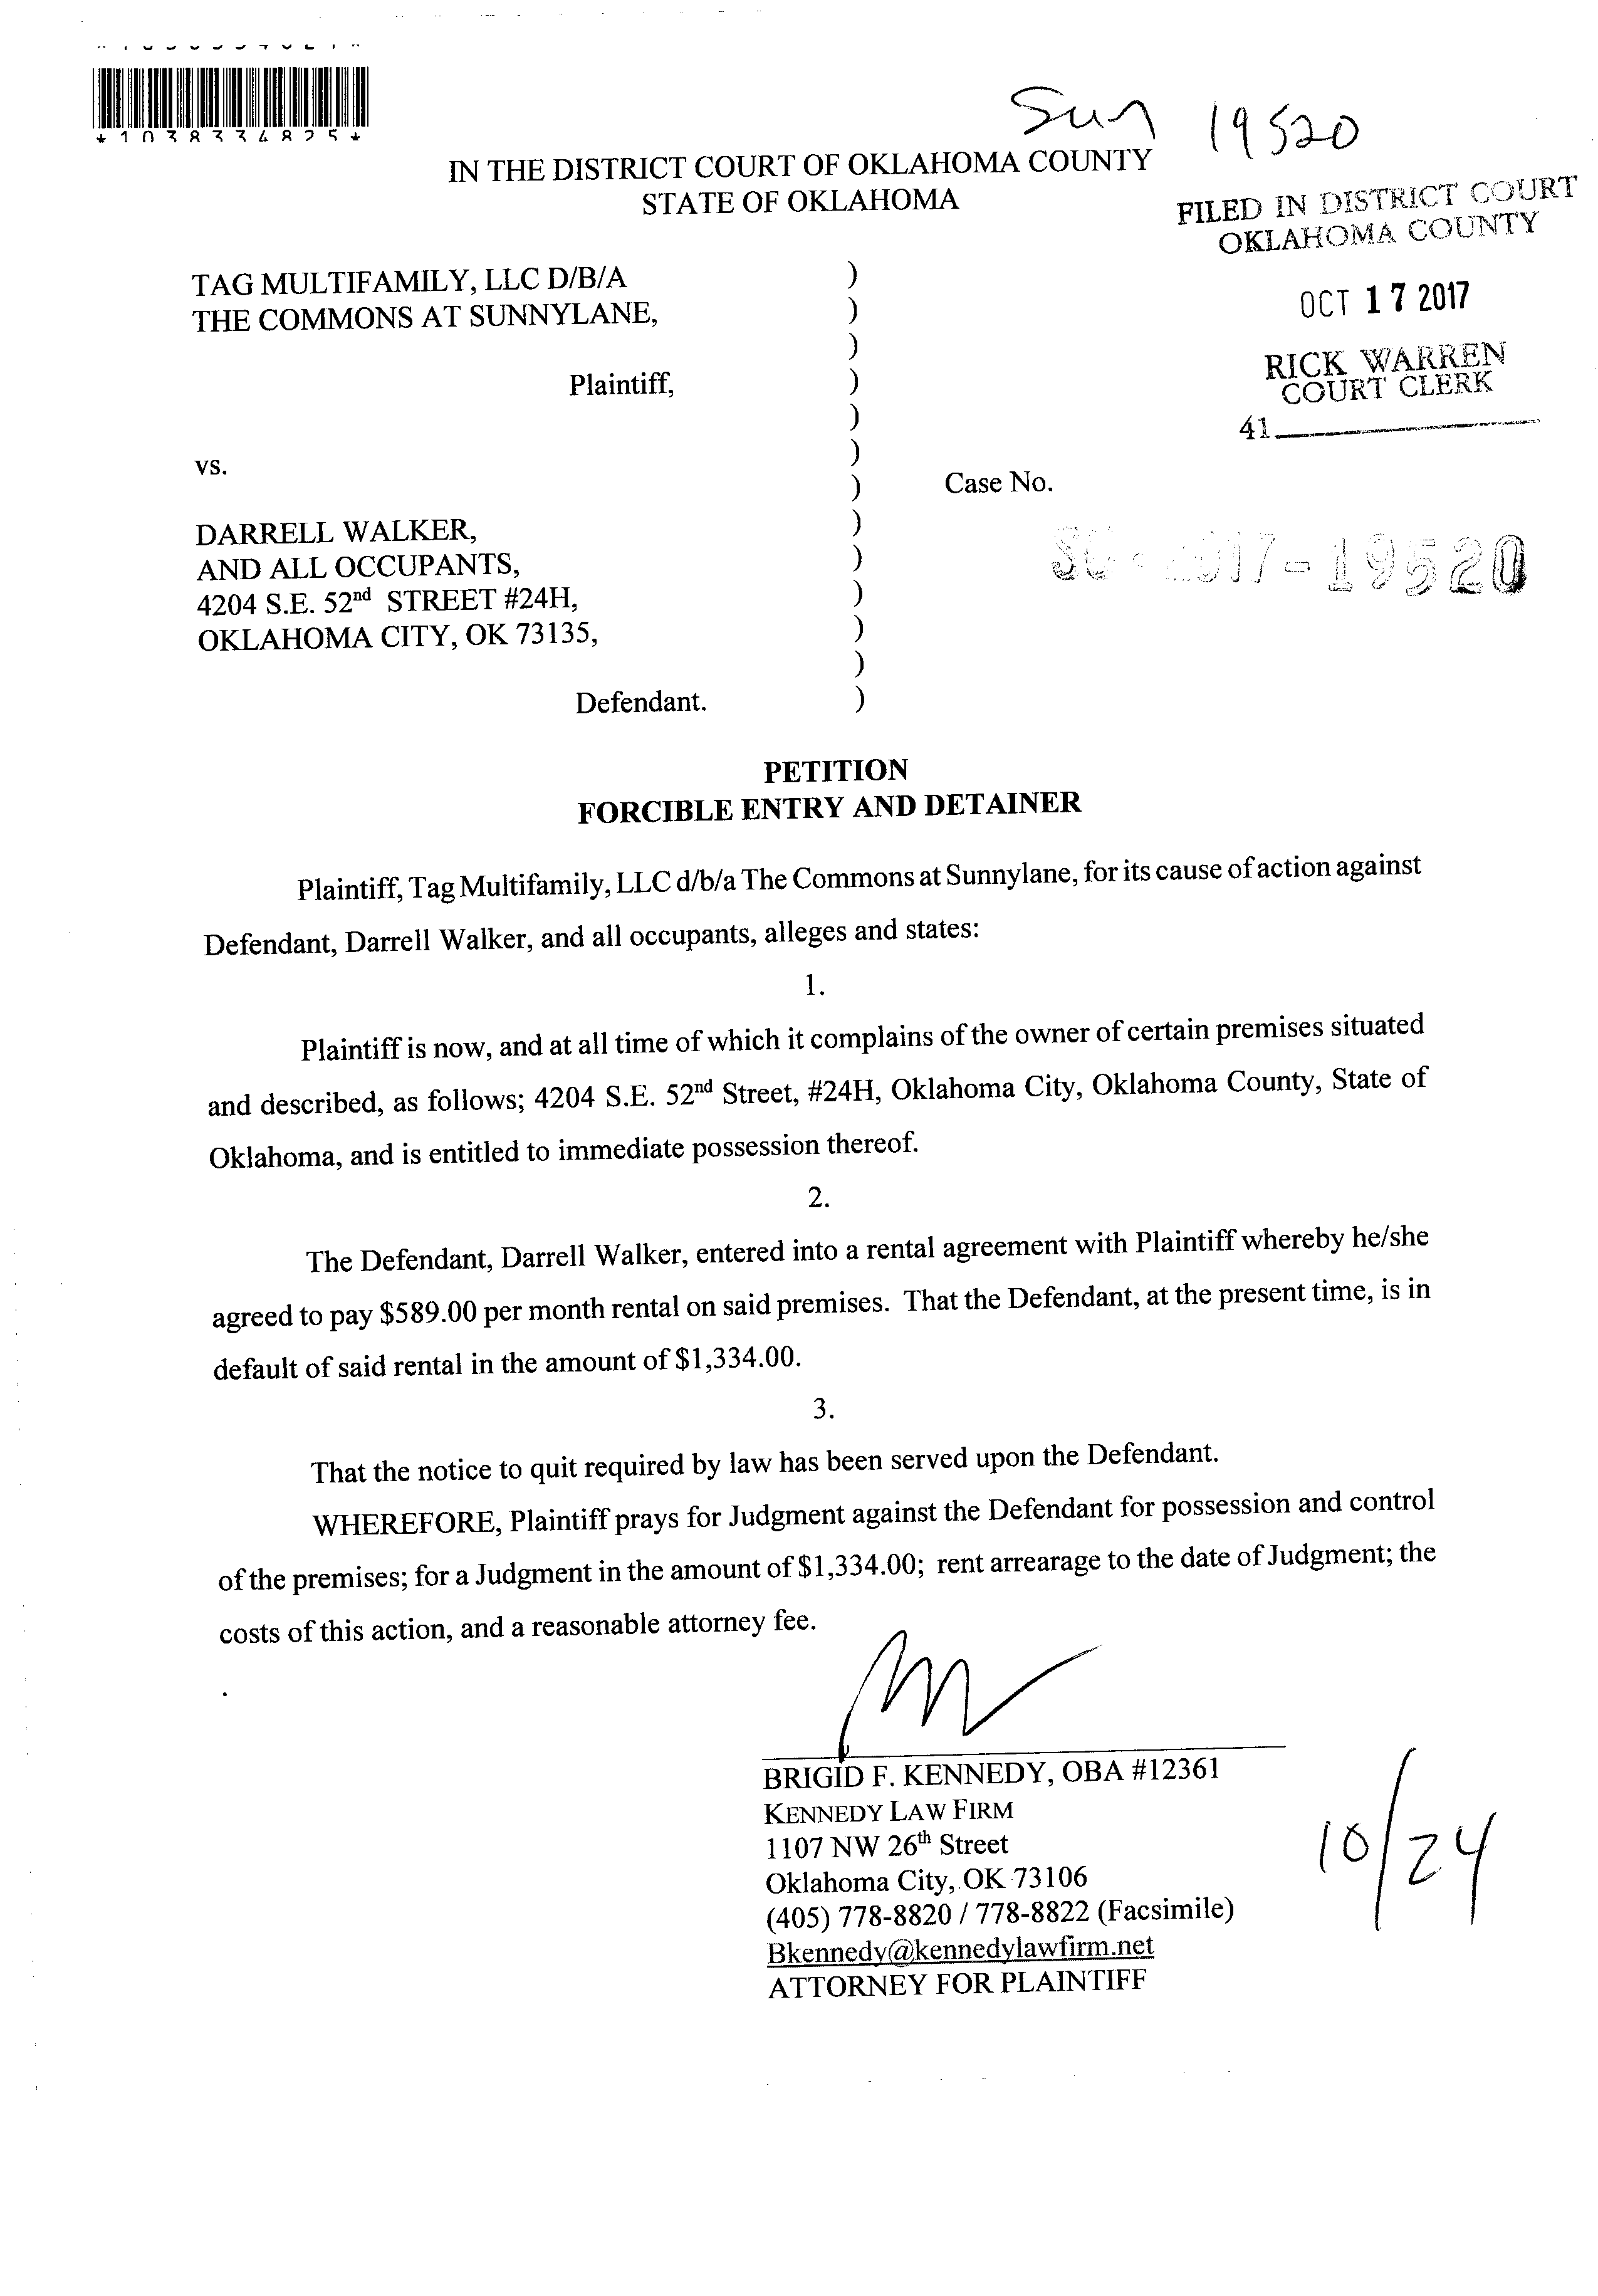 *1038334825*
Sun 19520
IN THE DISTRICT COURT OF OKLAHOMA COUNTY
STATE OF OKLAHOMA
FILED IN DISTRICT COURT
OKLAHOMA COUNTY
OCT 17 2017
RICK WARREN
COURT CLERK
41
TAG MULTIFAMILY, LLC D/B/A )
THE COMMONS AT SUNNYLANE, )
)
Plaintiff, )
)
vs. )
) Case No.
DARRELL WALKER, )
AND ALL OCCUPANTS, ) SC-2017-19520
4204 S.E. 52nd STREET #24H, )
OKLAHOMA CITY, OK 73135, )
)
Defendant. )
PETITION
FORCIBLE ENTRY AND DETAINER
Plaintiff, Tag Multifamily, LLC d/b/a The Commons at Sunnylane, for its cause of action against
Defendant, Darrell Walker, and all occupants, alleges and states:
1.
Plaintiff is now, and at all time of which it complains of the owner of certain premises situated
and described, as follows; 4204 S.E. 52nd Street, #24H, Oklahoma City, Oklahoma County, State of
Oklahoma, and is entitled to immediate possession thereof.
2.
The Defendant, Darrell Walker, entered into a rental agreement with Plaintiff whereby he/she
agreed to pay $589.00 per month rental on said premises. That the Defendant, at the present time, is in
default of said rental in the amount of $1,334.00.
3.
That the notice to quit required by law has been served upon the Defendant.
WHEREFORE, Plaintiff prays for Judgment against the Defendant for possession and control
of the premises; for a Judgment in the amount of $1,334.00; rent arrearage to the date of Judgment; the
costs of this action, and a reasonable attorney fee.
BRIGID F. KENNEDY, OBA #12361
KENNEDY LAW FIRM
1107 NW 26th Street
Oklahoma City, OK 73106
(405) 778-8820 / 778-8822 (Facsimile)
Bkennedy@kennedylawfirm.net
ATTORNEY FOR PLAINTIFF
10/24